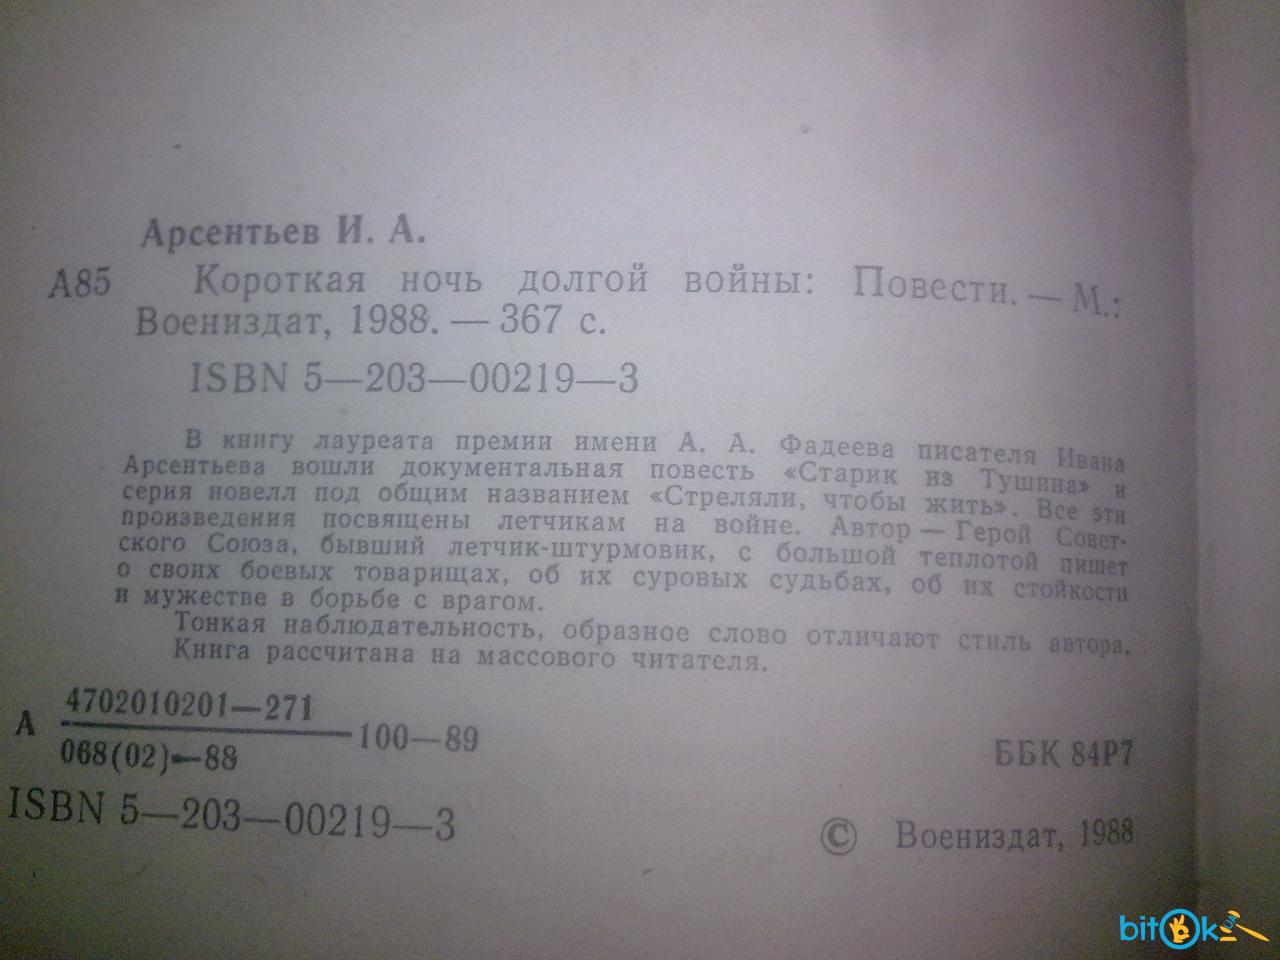 Арсентьев И. А.
А85 Короткая ночь долгой войны: Повести. — М.:
Воениздат, 1988. — 367 с.
ISBN 5—203—00219—3
В книгу лауреата премии имени А. А. Фадеева писателя Ивана
Арсентьева вошли документальная повесть «Старик из Тушина» и
серия новелл под общим названием «Стреляли, чтобы жить». Все эти
произведения посвящены летчикам на войне. Автор — Герой Совет-
ского Союза, бывший летчик-штурмовик, с большой теплотой пишет
о своих боевых товарищах, об их суровых судьбах, об их стойкости
и мужестве в борьбе с врагом.
Тонкая наблюдательность, образное слово отличают стиль автора.
Книга рассчитана на массового читателя.
4702010201—271
А 100—89
068(02)—88
ББК 84Р7
ISBN 5—203—00219—3
© Воениздат, 1988
bitOk UA